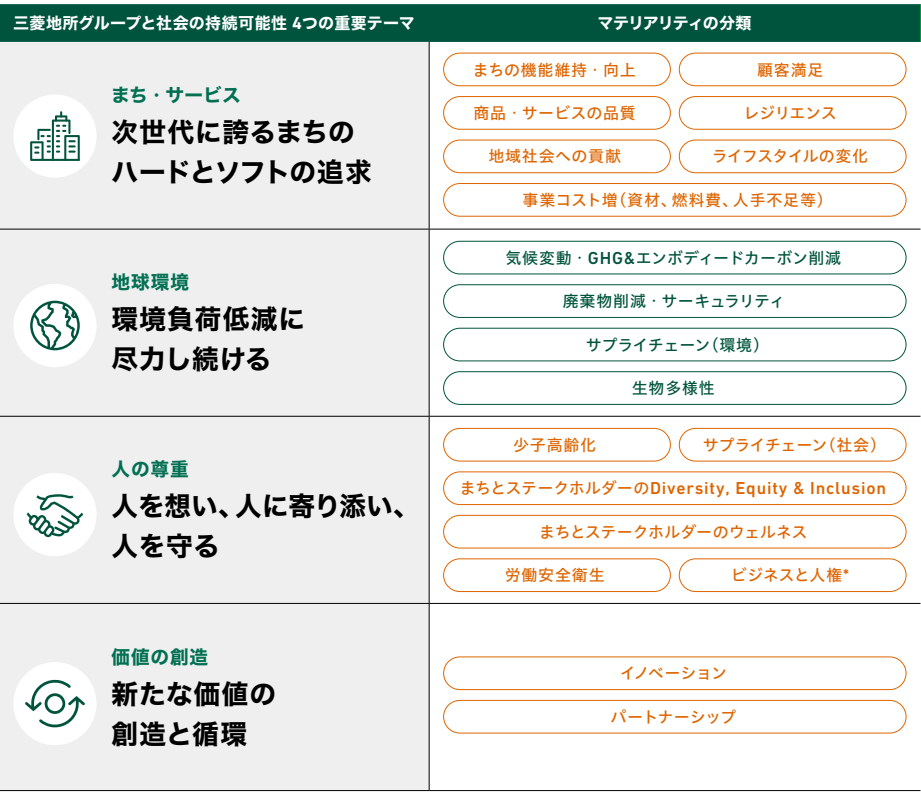 三菱地所グループと社会の持続可能性 4つの重要テーマ
マテリアリティの分類
まち・サービス
次世代に誇るまちの
ハードとソフトの追求
まちの機能維持・向上
顧客満足
商品・サービスの品質
レジリエンス
地域社会への貢献
ライフスタイルの変化
事業コスト増(資材、燃料費、人手不足等)
地球環境
環境負荷低減に
尽力し続ける
気候変動・GHG&エンボディードカーボン削減
廃棄物削減・サーキュラリティ
サプライチェーン(環境)
生物多様性
人の尊重
人を想い、人に寄り添い、
人を守る
少子高齢化
サプライチェーン(社会)
まちとステークホルダーのDiversity, Equity & Inclusion
まちとステークホルダーのウェルネス
労働安全衛生
ビジネスと人権*
価値の創造
新たな価値の
創造と循環
イノベーション
パートナーシップ